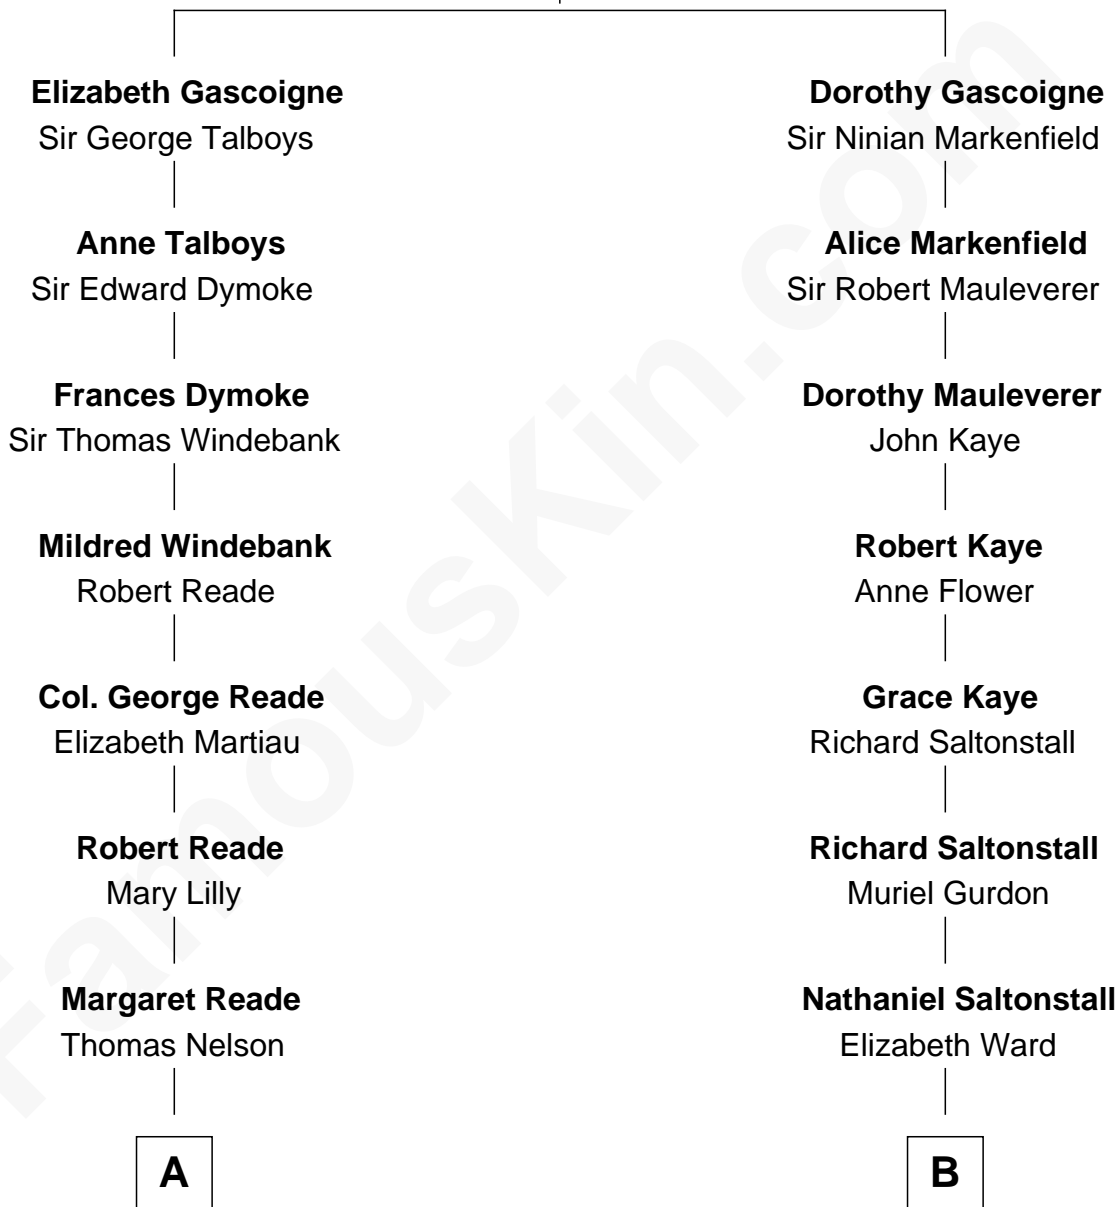 Elizabeth Gascoigne
Sir George Talboys
Anne Talboys
Sir Edward Dymoke
Frances Dymoke
Sir Thomas Windebank
Mildred Windebank
Robert Reade
Col. George Reade
Elizabeth Martiau
Robert Reade
Mary Lilly
Margaret Reade
Thomas Nelson
A
Dorothy Gascoigne
Sir Ninian Markenfield
Alice Markenfield
Sir Robert Mauleverer
Dorothy Mauleverer
John Kaye
Robert Kaye
Anne Flower
Grace Kaye
Richard Saltonstall
Richard Saltonstall
Muriel Gurdon
Nathaniel Saltonstall
Elizabeth Ward
B
FamousKin.com